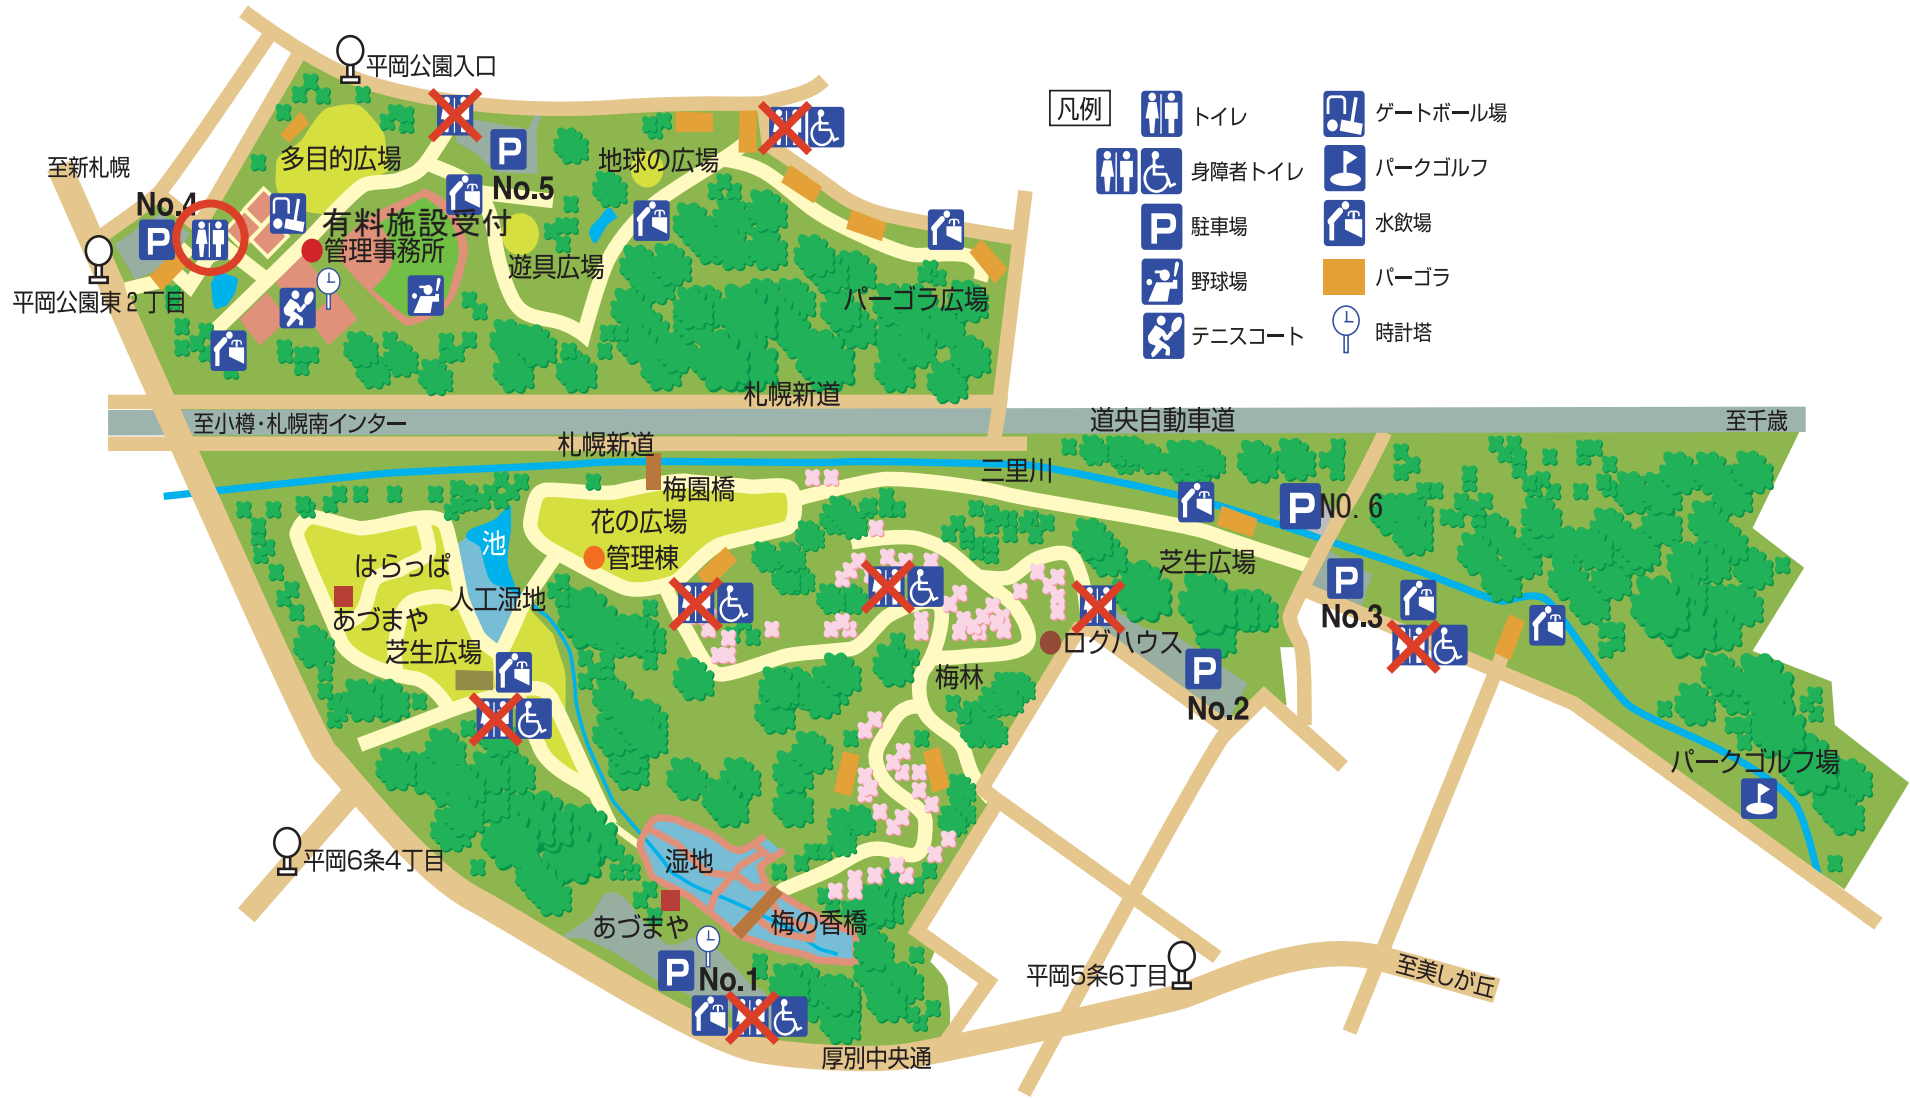 平岡公園入口
凡例
トイレ
ゲートボール場
身障者トイレ
パークゴルフ
駐車場
水飲場
野球場
パーゴラ
テニスコート
時計塔
至新札幌
多目的広場
P
No.5
地球の広場
No.4
P
有料施設受付
管理事務所
遊具広場
平岡公園東2丁目
パーゴラ広場
札幌新道
至小樽・札幌南インター
道央自動車道
至千歳
札幌新道
三里川
梅園橋
花の広場
P
NO. 6
池
管理棟
はらっぱ
芝生広場
人工湿地
P
No.3
あづまや
芝生広場
ログハウス
梅林
P
No.2
パークゴルフ場
平岡6条4丁目
湿地
あづまや
梅の香橋
P
No.1
平岡5条6丁目
至美しが丘
厚別中央通